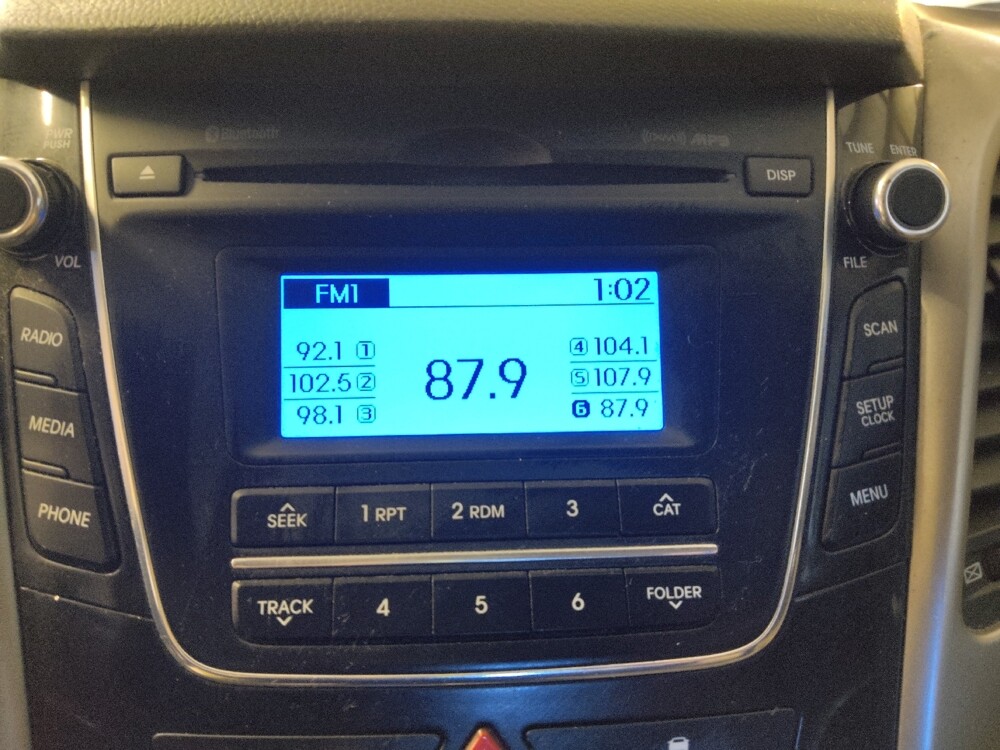 PWR
PUSH
Bluetooth
MP3
TUNE ENTER
DISP
VOL
FILE
FM1 1:02
92.1 1
102.5 2
98.1 3
87.9
4 104.1
5 107.9
6 87.9
RADIO
MEDIA
PHONE
SCAN
SETUP
CLOCK
MENU
SEEK 1 RPT 2 RDM 3 CAT
TRACK 4 5 6 FOLDER